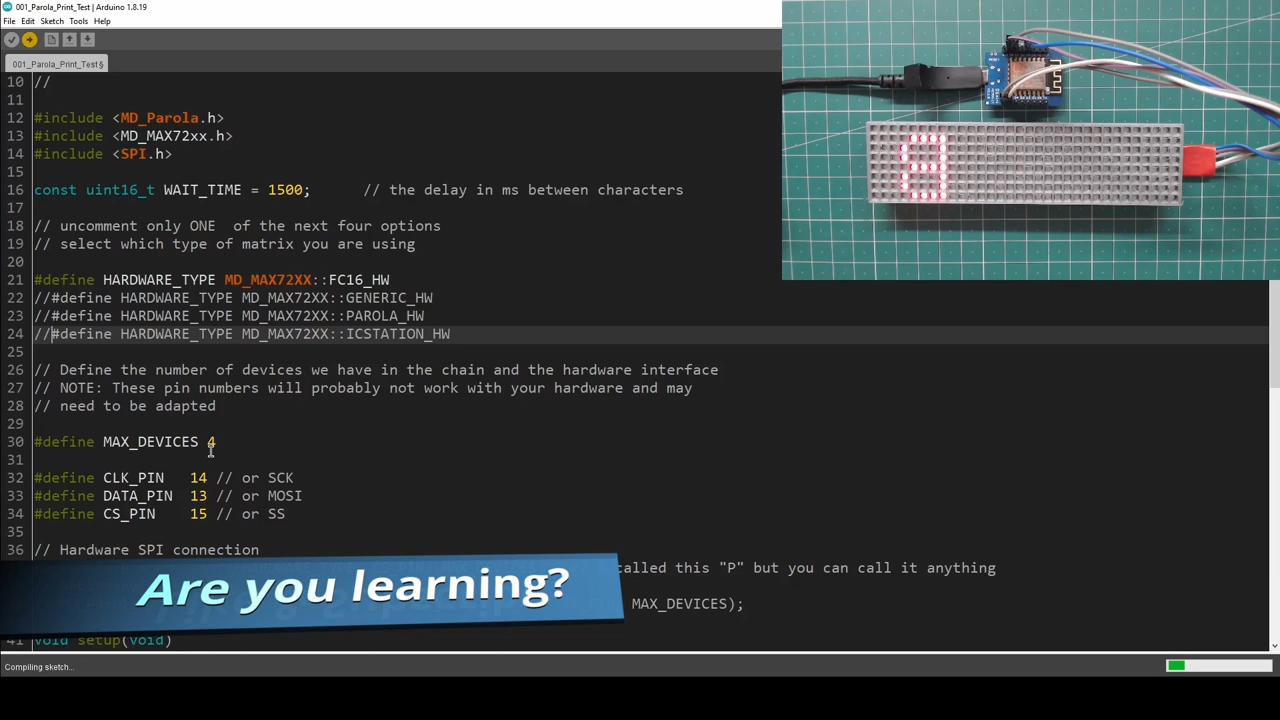 001_Parola_Print_Test | Arduino 1.8.19
File Edit Sketch Tools Help
001_Parola_Print_Test §
10 //
11
12 #include <MD_Parola.h>
13 #include <MD_MAX72xx.h>
14 #include <SPI.h>
15
16 const uint16_t WAIT_TIME = 1500; // the delay in ms between characters
17
18 // uncomment only ONE of the next four options
19 // select which type of matrix you are using
20
21 #define HARDWARE_TYPE MD_MAX72XX::FC16_HW
22 //#define HARDWARE_TYPE MD_MAX72XX::GENERIC_HW
23 //#define HARDWARE_TYPE MD_MAX72XX::PAROLA_HW
24 //#define HARDWARE_TYPE MD_MAX72XX::ICSTATION_HW
25
26 // Define the number of devices we have in the chain and the hardware interface
27 // NOTE: These pin numbers will probably not work with your hardware and may
28 // need to be adapted
29
30 #define MAX_DEVICES 4
31
32 #define CLK_PIN 14 // or SCK
33 #define DATA_PIN 13 // or MOSI
34 #define CS_PIN 15 // or SS
35
36 // Hardware SPI connection
called this "P" but you can call it anything
MAX_DEVICES);
Are you learning?
41 void setup(void)
Compiling sketch...